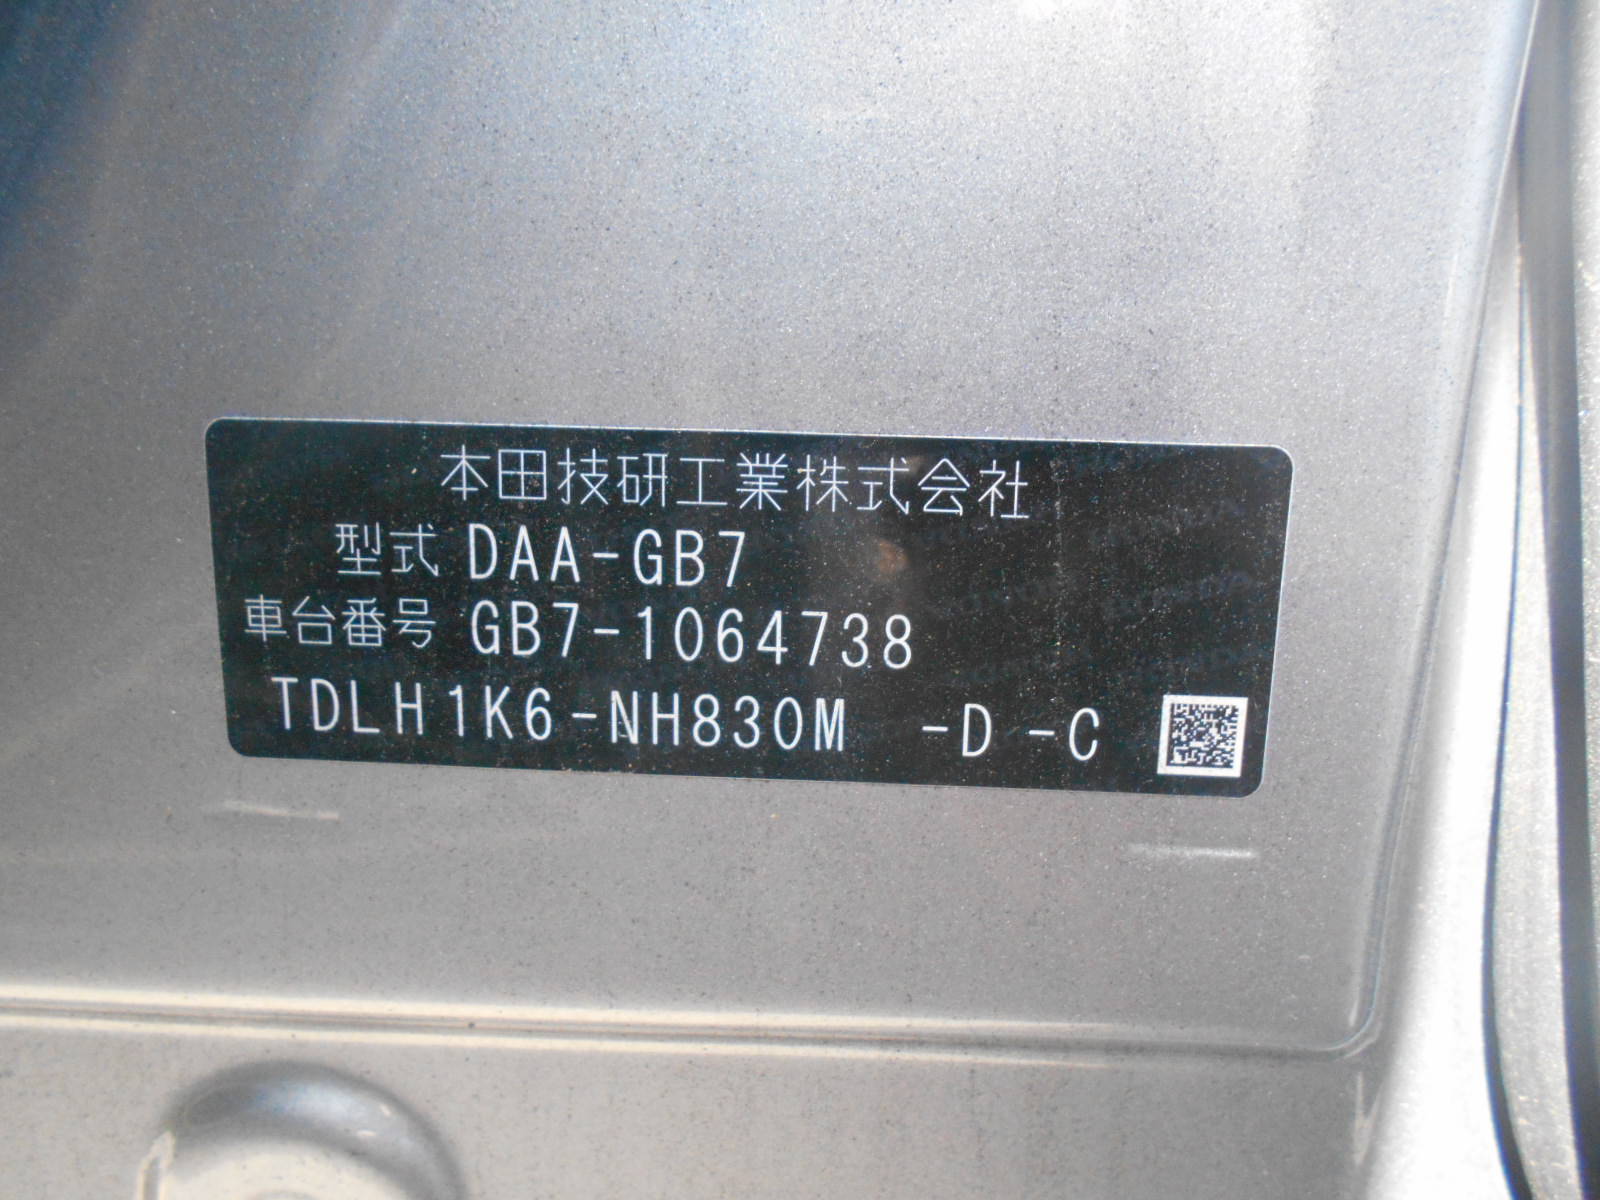 本田技研工業株式会社
型式 DAA-GB7
車台番号 GB7-1064738
TDLH1K6-NH830M -D -C